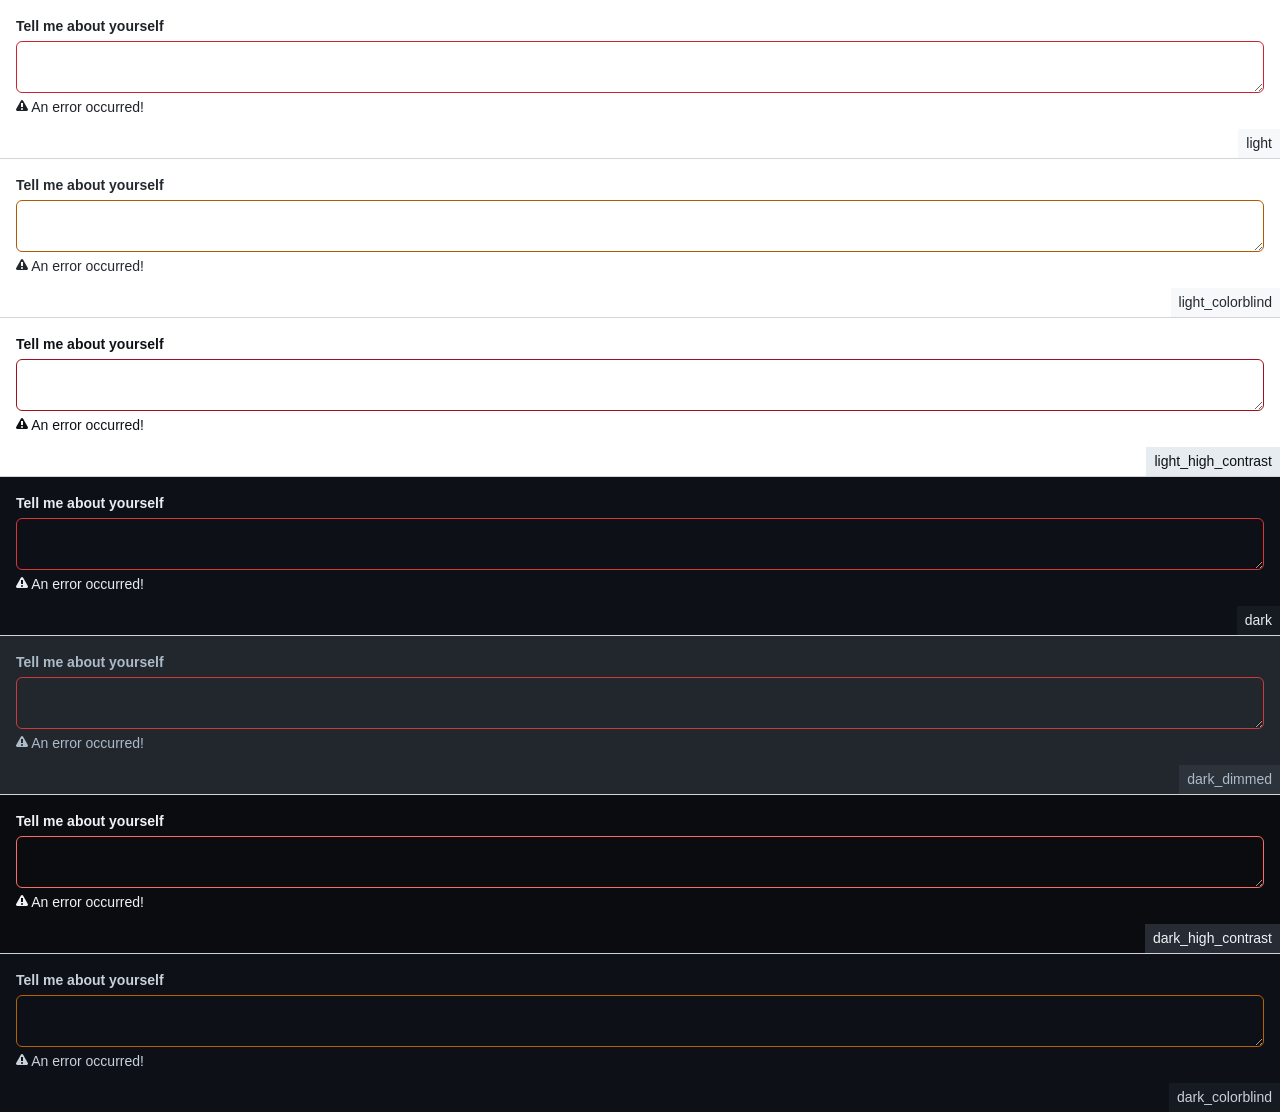 Tell me about yourself
An error occurred!
light
Tell me about yourself
An error occurred!
light_colorblind
Tell me about yourself
An error occurred!
light_high_contrast
Tell me about yourself
An error occurred!
dark
Tell me about yourself
An error occurred!
dark_dimmed
Tell me about yourself
An error occurred!
dark_high_contrast
Tell me about yourself
An error occurred!
dark_colorblind